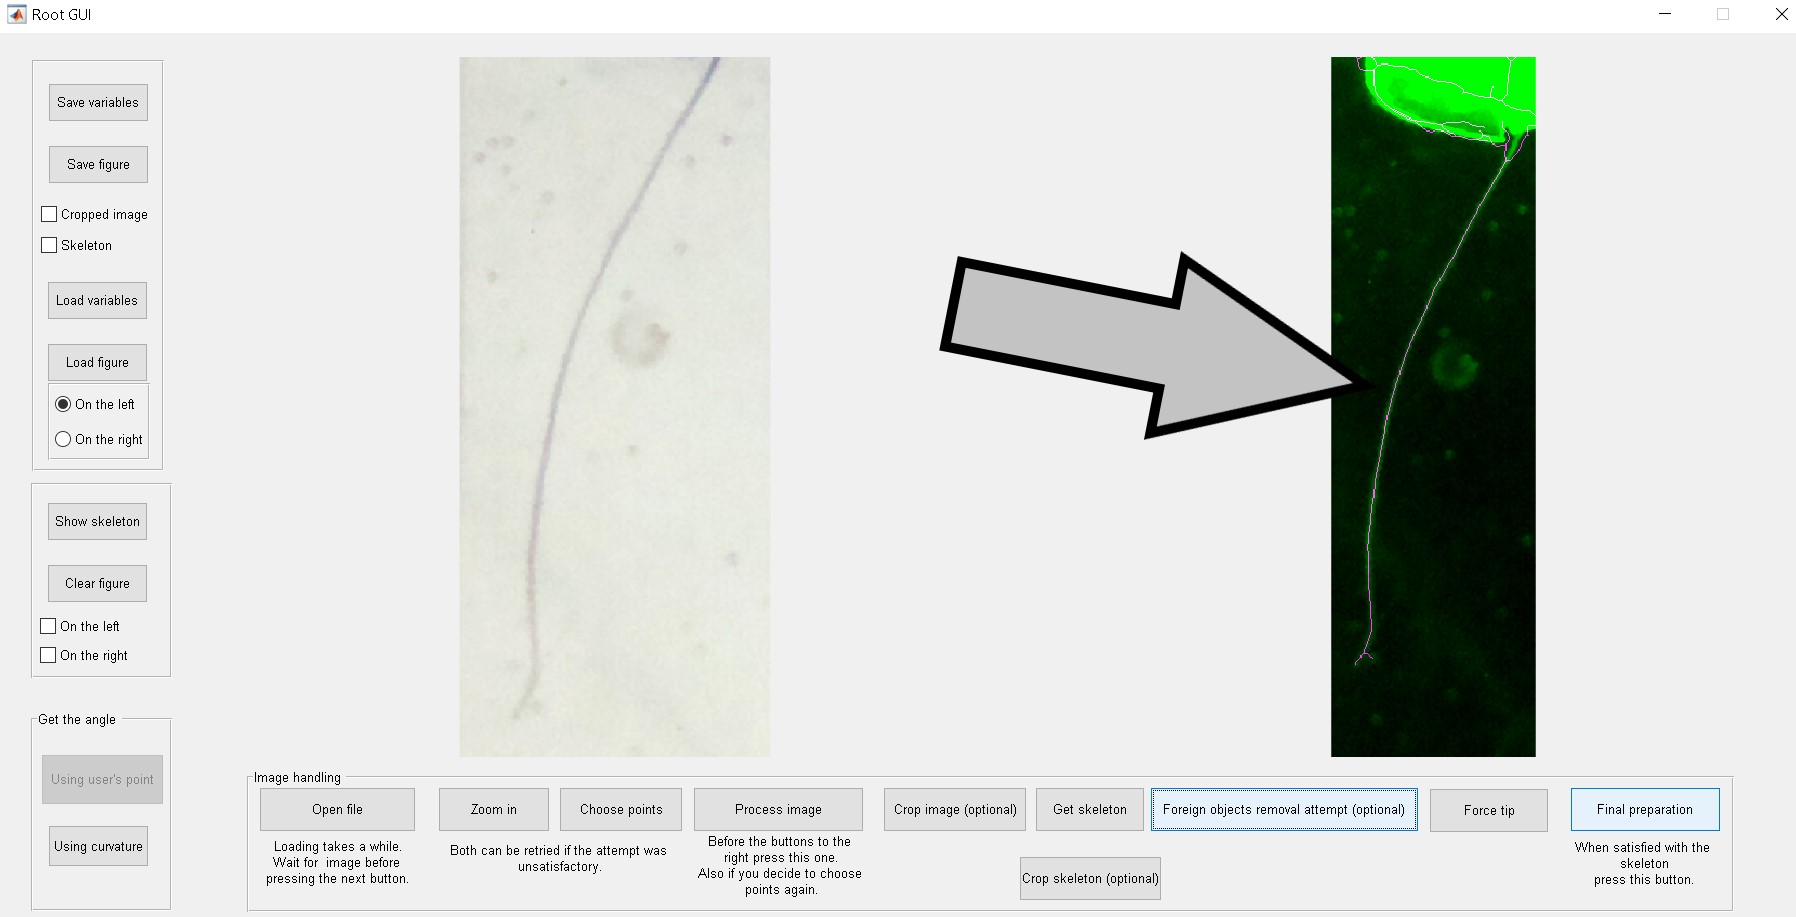 Root GUI
Save variables
Save figure
Cropped image
Skeleton
Load variables
Load figure
On the left
On the right
Show skeleton
Clear figure
On the left
On the right
Get the angle
Using user's point
Using curvature
Image handling
Open file
Loading takes a while.
Wait for image before
pressing the next button.
Zoom in
Choose points
Both can be retried if the attempt was
unsatisfactory.
Process image
Before the buttons to the
right press this one.
Also if you decide to choose
points again.
Crop image (optional)
Get skeleton
Crop skeleton (optional)
Foreign objects removal attempt (optional)
Force tip
Final preparation
When satisfied with the
skeleton
press this button.